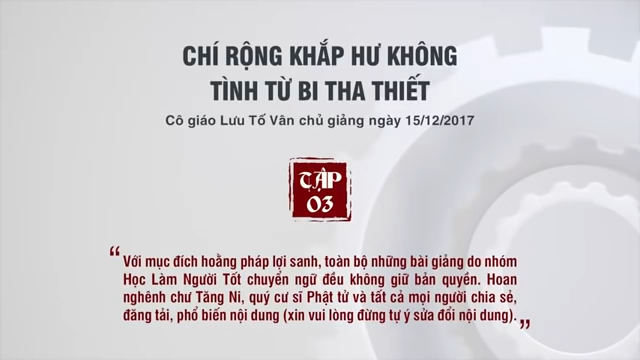 CHÍ RỘNG KHẮP HƯ KHÔNG
TÌNH TỪ BI THA THIẾT
Cô giáo Lưu Tố Vân chủ giảng ngày 15/12/2017
TẬP
03
“ Với mục đích hoằng pháp lợi sanh, toàn bộ những bài giảng do nhóm
Học Làm Người Tốt chuyển ngữ đều không giữ bản quyền. Hoan
nghênh chư Tăng Ni, quý cư sĩ Phật tử và tất cả mọi người chia sẻ,
đăng tải, phổ biến nội dung (xin vui lòng đừng tự ý sửa đổi nội dung). „